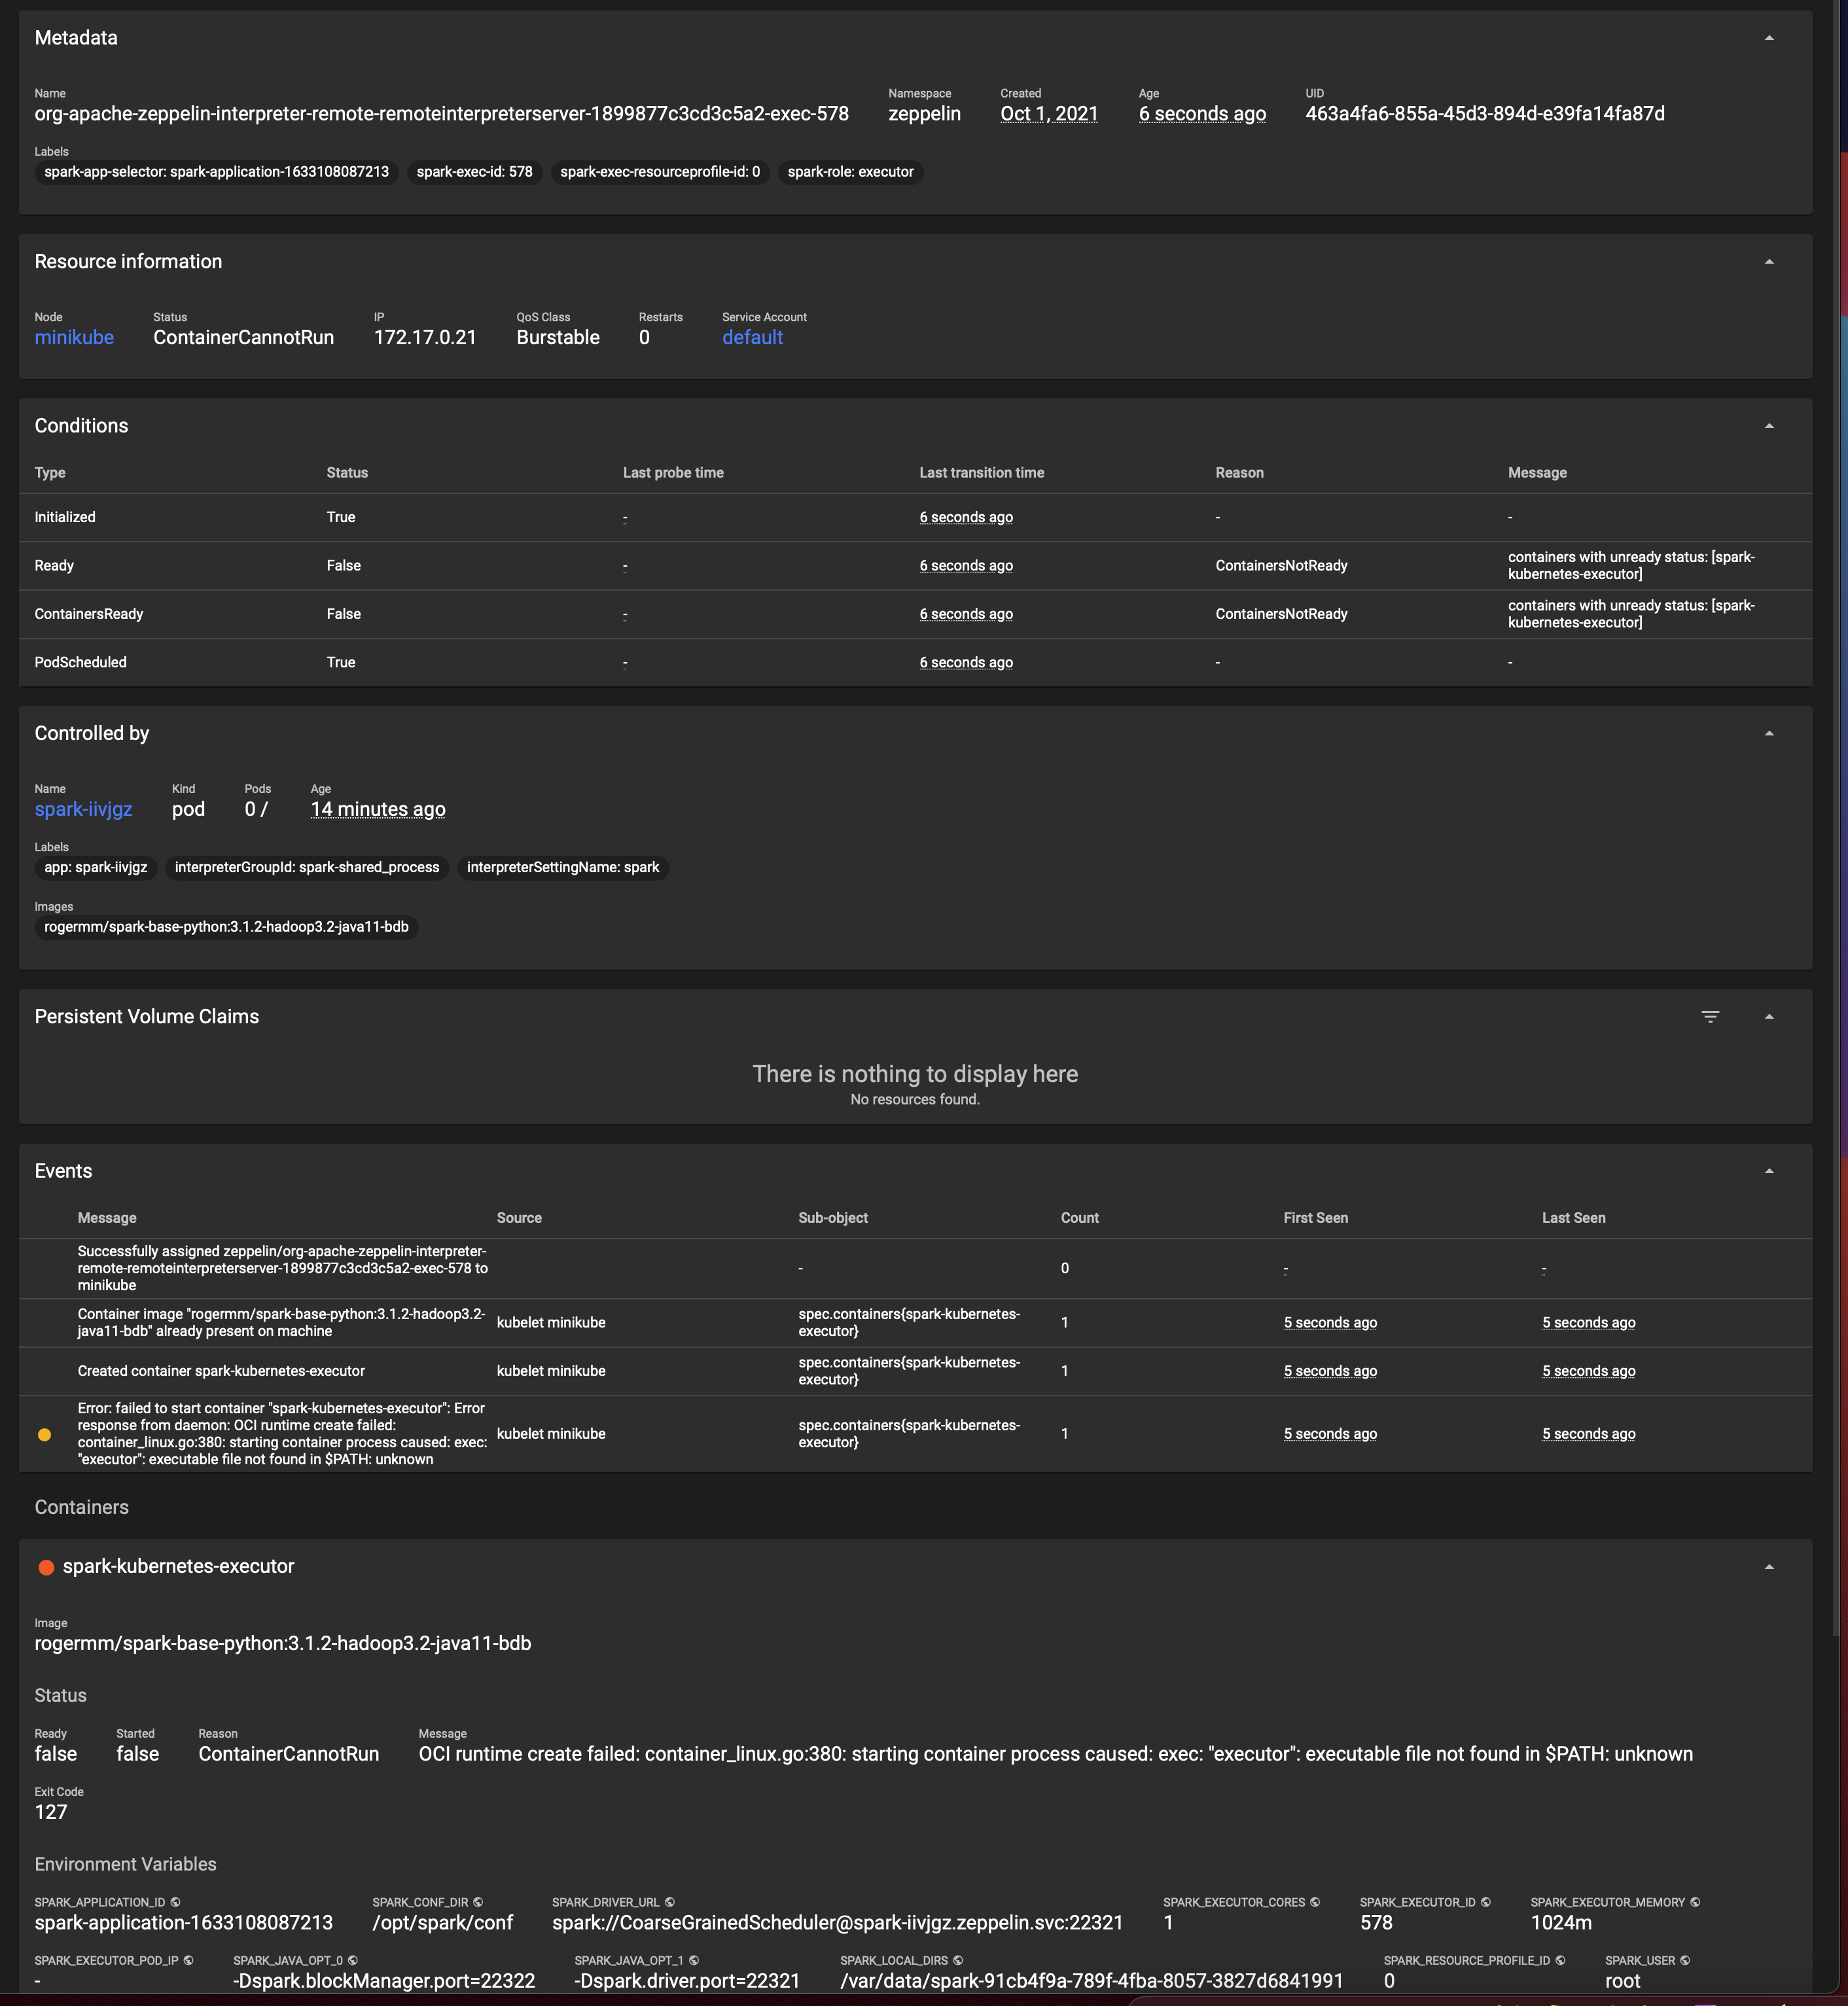 Metadata
Name Namespace Created Age UID
org-apache-zeppelin-interpreter-remote-remoteinterpreterserver-1899877c3cd3c5a2-exec-578 zeppelin Oct 1, 2021 6 seconds ago 463a4fa6-855a-45d3-894d-e39fa14fa87d
Labels
spark-app-selector: spark-application-1633108087213 spark-exec-id: 578 spark-exec-resourceprofile-id: 0 spark-role: executor
Resource information
Node Status IP QoS Class Restarts Service Account
minikube ContainerCannotRun 172.17.0.21 Burstable 0 default
Conditions
Type Status Last probe time Last transition time Reason Message
Initialized True - 6 seconds ago - -
Ready False - 6 seconds ago ContainersNotReady containers with unready status: [spark-
kubernetes-executor]
ContainersReady False - 6 seconds ago ContainersNotReady containers with unready status: [spark-
kubernetes-executor]
PodScheduled True - 6 seconds ago - -
Controlled by
Name Kind Pods Age
spark-iivjgz pod 0 / 14 minutes ago
Labels
app: spark-iivjgz interpreterGroupId: spark-shared_process interpreterSettingName: spark
Images
rogermm/spark-base-python:3.1.2-hadoop3.2-java11-bdb
Persistent Volume Claims
There is nothing to display here
No resources found.
Events
Message Source Sub-object Count First Seen Last Seen
Successfully assigned zeppelin/org-apache-zeppelin-interpreter-
remote-remoteinterpreterserver-1899877c3cd3c5a2-exec-578 to - 0 - -
minikube
Container image "rogermm/spark-base-python:3.1.2-hadoop3.2-
java11-bdb" already present on machine kubelet minikube spec.containers{spark-kubernetes-
executor} 1 5 seconds ago 5 seconds ago
Created container spark-kubernetes-executor kubelet minikube spec.containers{spark-kubernetes-
executor} 1 5 seconds ago 5 seconds ago
Error: failed to start container "spark-kubernetes-executor": Error
response from daemon: OCI runtime create failed:
container_linux.go:380: starting container process caused: exec:
"executor": executable file not found in $PATH: unknown kubelet minikube spec.containers{spark-kubernetes-
executor} 1 5 seconds ago 5 seconds ago
Containers
spark-kubernetes-executor
Image
rogermm/spark-base-python:3.1.2-hadoop3.2-java11-bdb
Status
Ready Started Reason Message
false false ContainerCannotRun OCI runtime create failed: container_linux.go:380: starting container process caused: exec: "executor": executable file not found in $PATH: unknown
Exit Code
127
Environment Variables
SPARK_APPLICATION_ID SPARK_CONF_DIR SPARK_DRIVER_URL SPARK_EXECUTOR_CORES SPARK_EXECUTOR_ID SPARK_EXECUTOR_MEMORY
spark-application-1633108087213 /opt/spark/conf spark://CoarseGrainedScheduler@spark-iivjgz.zeppelin.svc:22321 1 578 1024m
SPARK_EXECUTOR_POD_IP SPARK_JAVA_OPT_0 SPARK_JAVA_OPT_1 SPARK_LOCAL_DIRS SPARK_RESOURCE_PROFILE_ID SPARK_USER
- -Dspark.blockManager.port=22322 -Dspark.driver.port=22321 /var/data/spark-91cb4f9a-789f-4fba-8057-3827d6841991 0 root